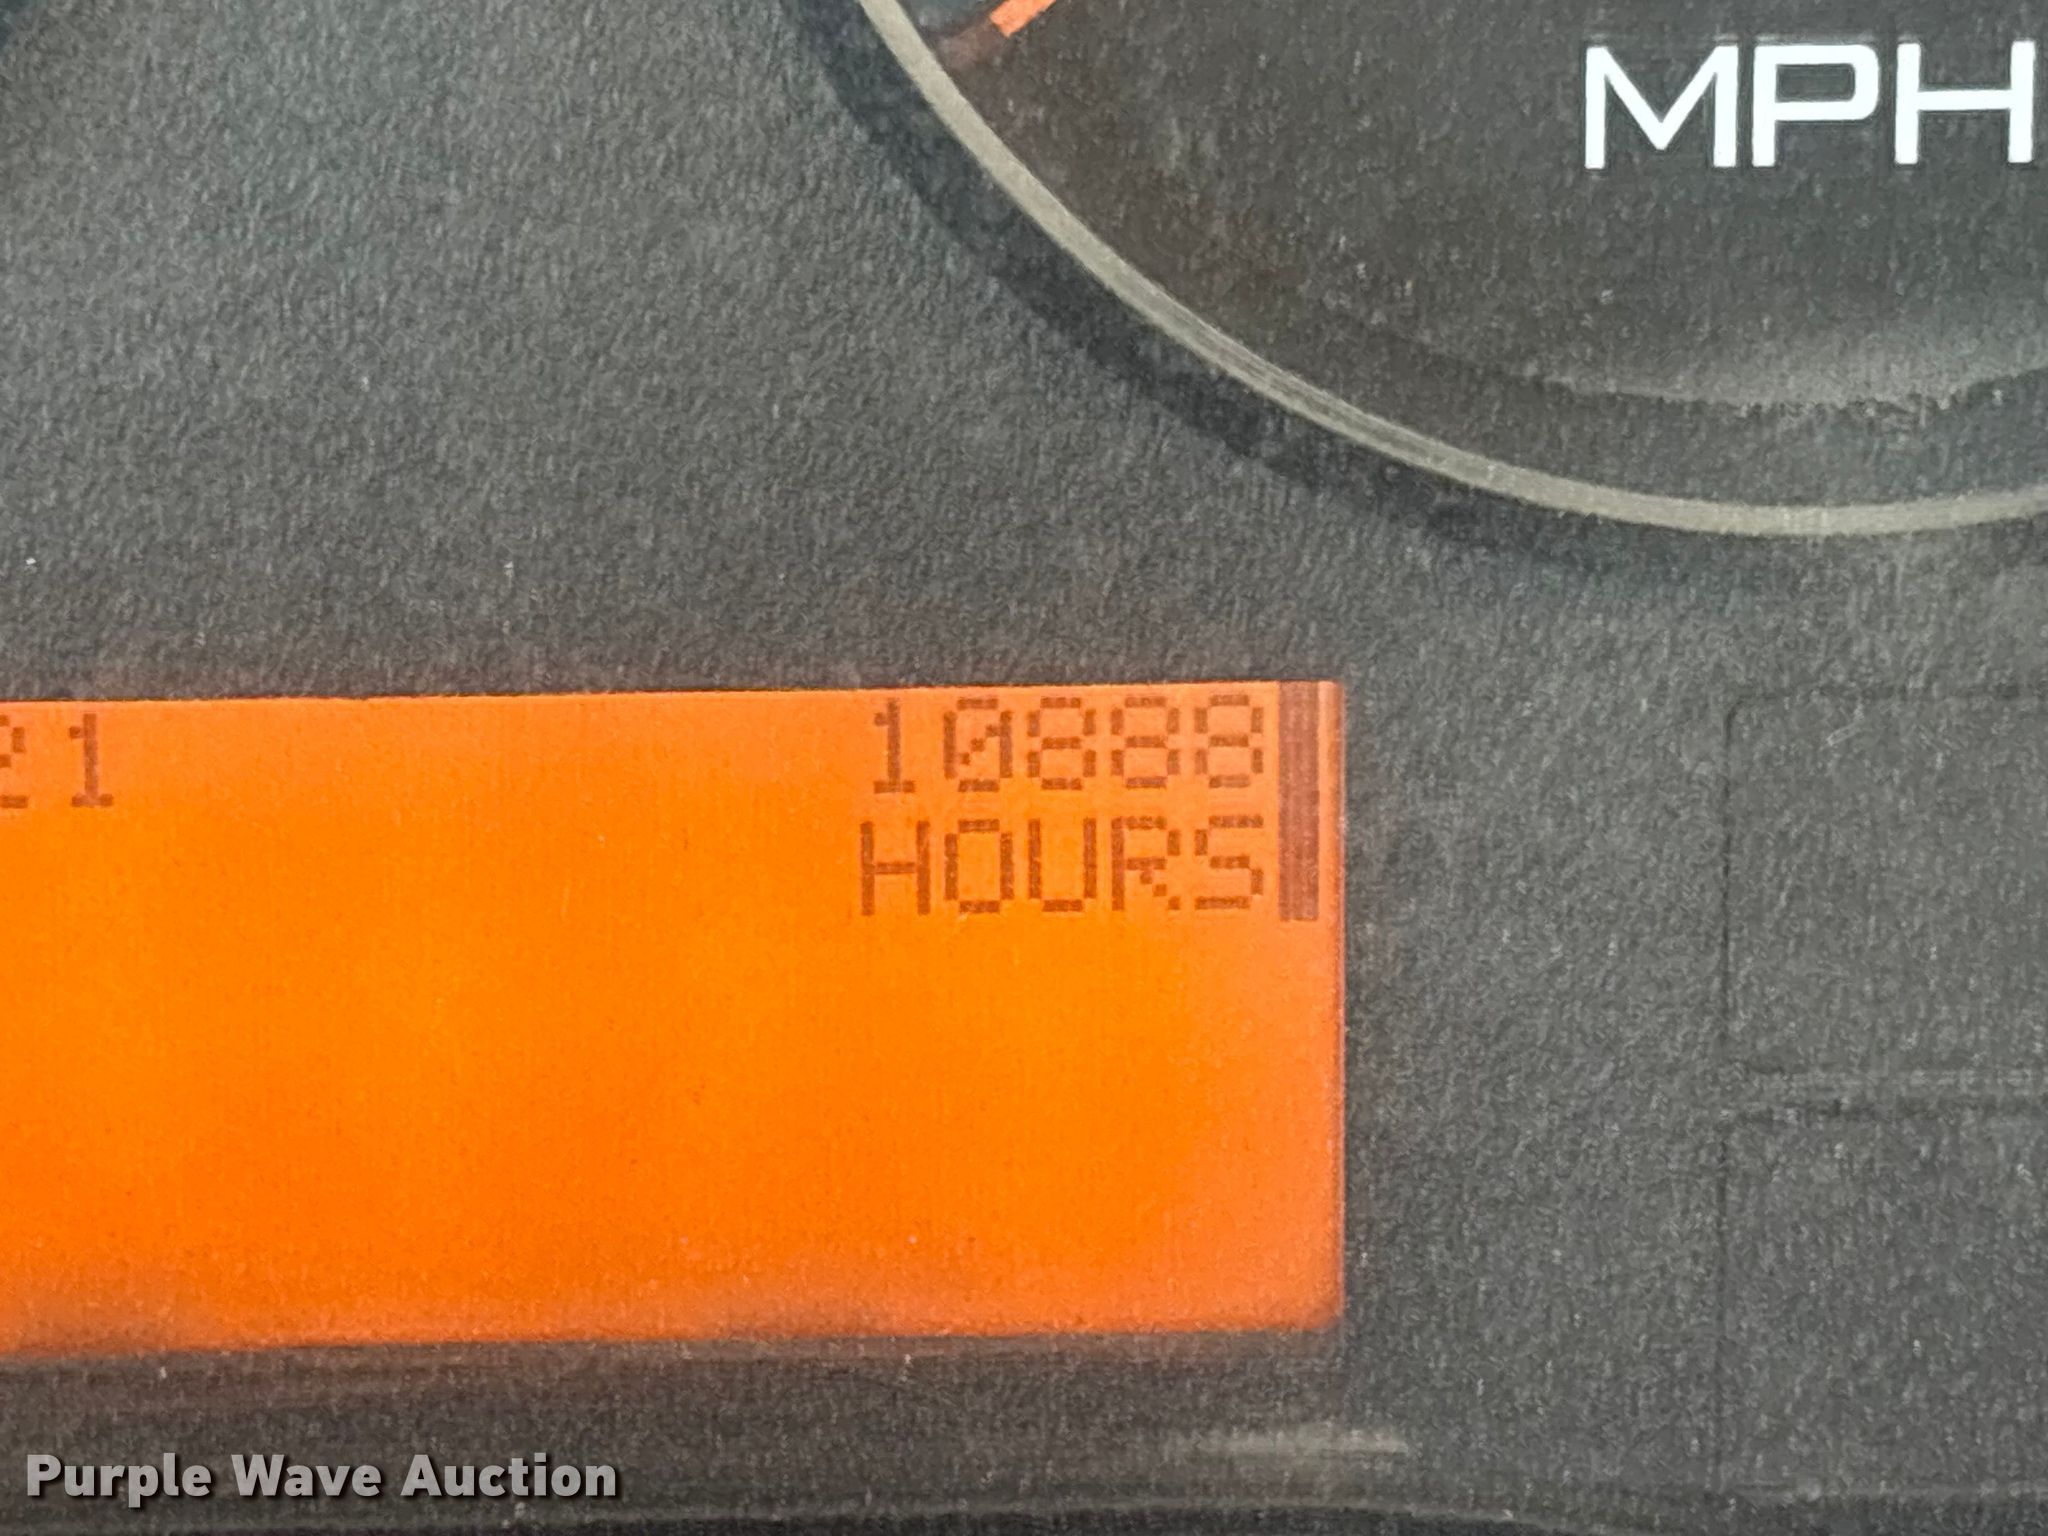 MPH
21 10888
HOURS
Purple Wave Auction